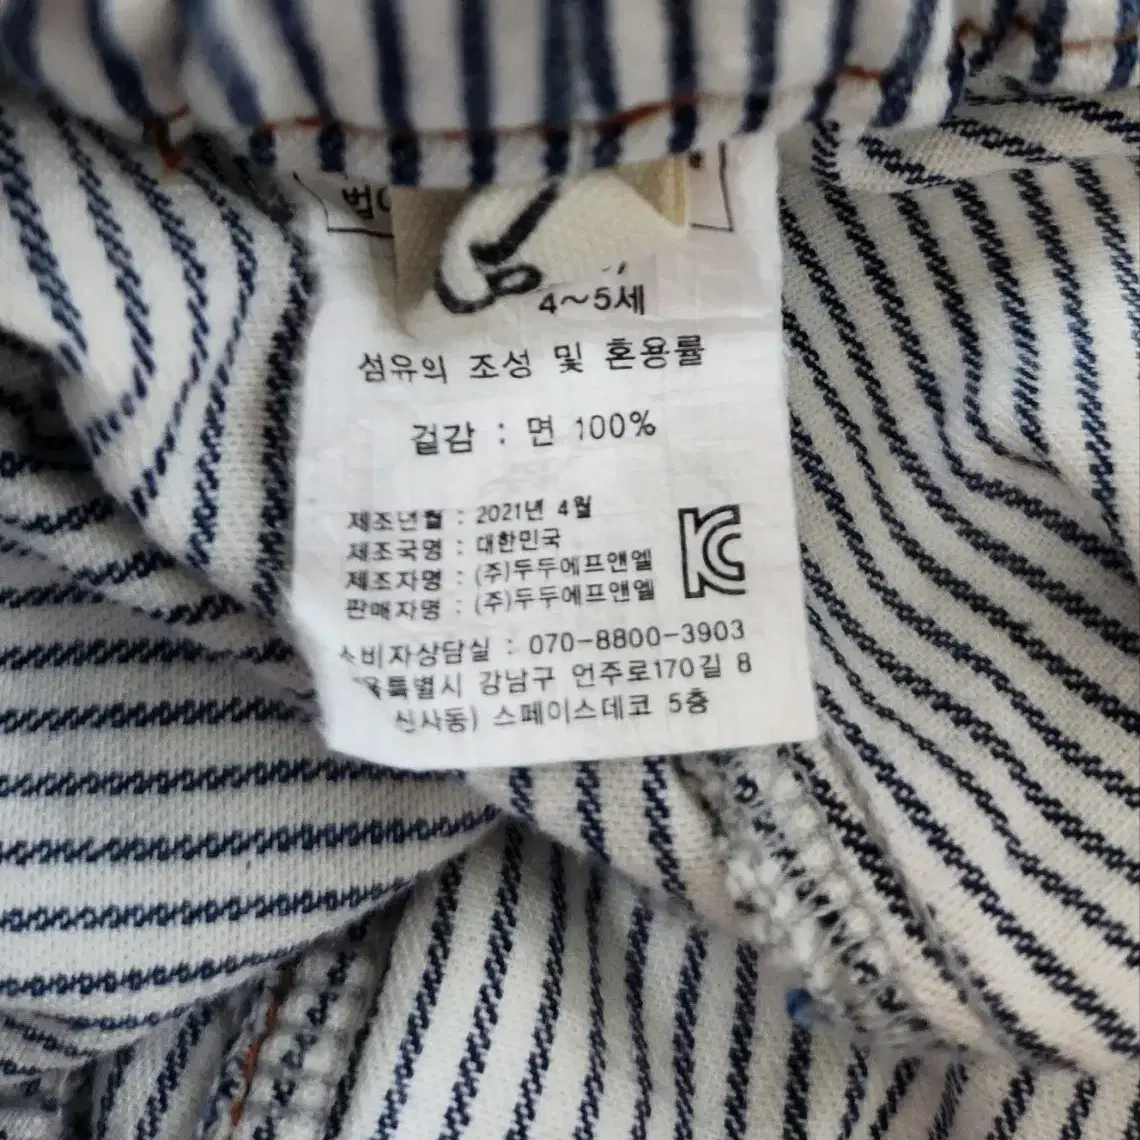 4~5세
섬유의 조성 및 혼용률
겉감 : 면 100%
제조년월 : 2021년 4월
제조국명 : 대한민국
제조자명 : (주)두두에프앤엘
판매자명 : (주)두두에프앤엘
KC
소비자상담실 : 070-8800-3903
울특별시 강남구 언주로170길 8
신사동) 스페이스데코 5층